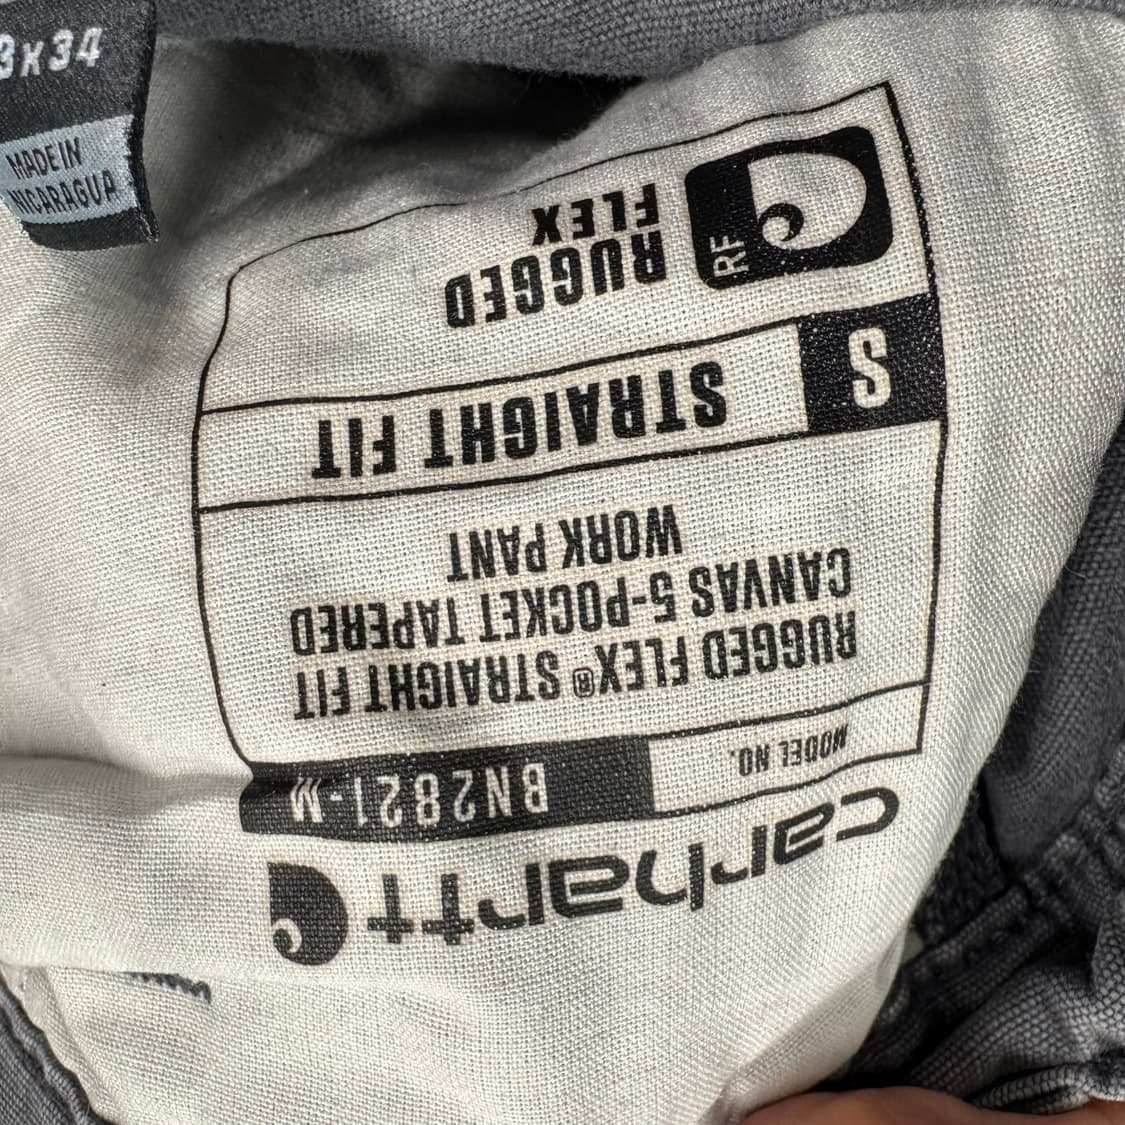 carhartt
MODEL NO. BN2821-M
RUGGED FLEX® STRAIGHT FIT
CANVAS 5-POCKET TAPERED
WORK PANT
S STRAIGHT FIT
RF
RUGGED
FLEX
MADE IN
NICARAGUA